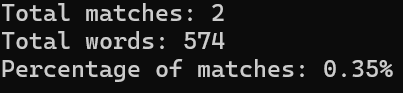 Total matches: 2
Total words: 574
Percentage of matches: 0.35%